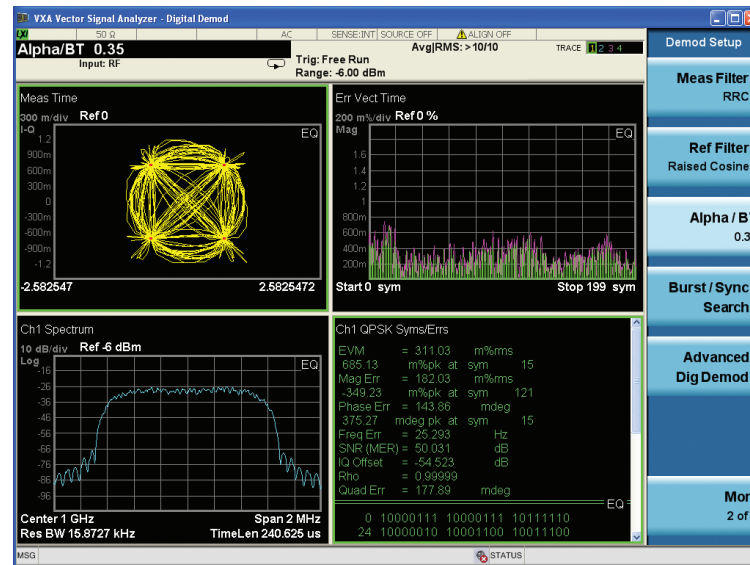 VXA Vector Signal Analyzer - Digital Demod
LXI 50 Ω AC SENSE:INT SOURCE OFF ALIGN OFF
Alpha/BT 0.35
Input: RF
Trig: Free Run
Range: -6.00 dBm
Avg|RMS: >10/10
TRACE 1 2 3 4
Meas Time
300 m/div Ref 0
I-Q
EQ
1.2
900m
600m
300m
0
-300m
-600m
-900m
-1.2
-2.582547 2.5825472
Err Vect Time
200 m%/div Ref 0 %
Mag
EQ
1.6
1.4
1.2
1
800m
600m
400m
200m
Start 0 sym Stop 199 sym
Ch1 Spectrum
10 dB/div Ref -6 dBm
Log
EQ
-16
-26
-36
-46
-56
-66
-76
-86
-96
Center 1 GHz Span 2 MHz
Res BW 15.8727 kHz TimeLen 240.625 us
Ch1 QPSK Syms/Errs
EVM = 311.03 m%rms
685.13 m%pk at sym 15
Mag Err = 182.03 m%rms
-349.23 m%pk at sym 121
Phase Err = 143.86 mdeg
375.27 mdeg pk at sym 15
Freq Err = 25.293 Hz
SNR (MER) = 50.031 dB
IQ Offset = -54.523 dB
Rho = 0.99999
Quad Err = 177.89 mdeg
EQ
0 10000111 10000111 10111110
24 10000010 10001100 10011100
Demod Setup
Meas Filter
RRC
Ref Filter
Raised Cosine
Alpha / B
0.3
Burst / Sync
Search
Advanced
Dig Demod
Mor
2 of
MSG STATUS